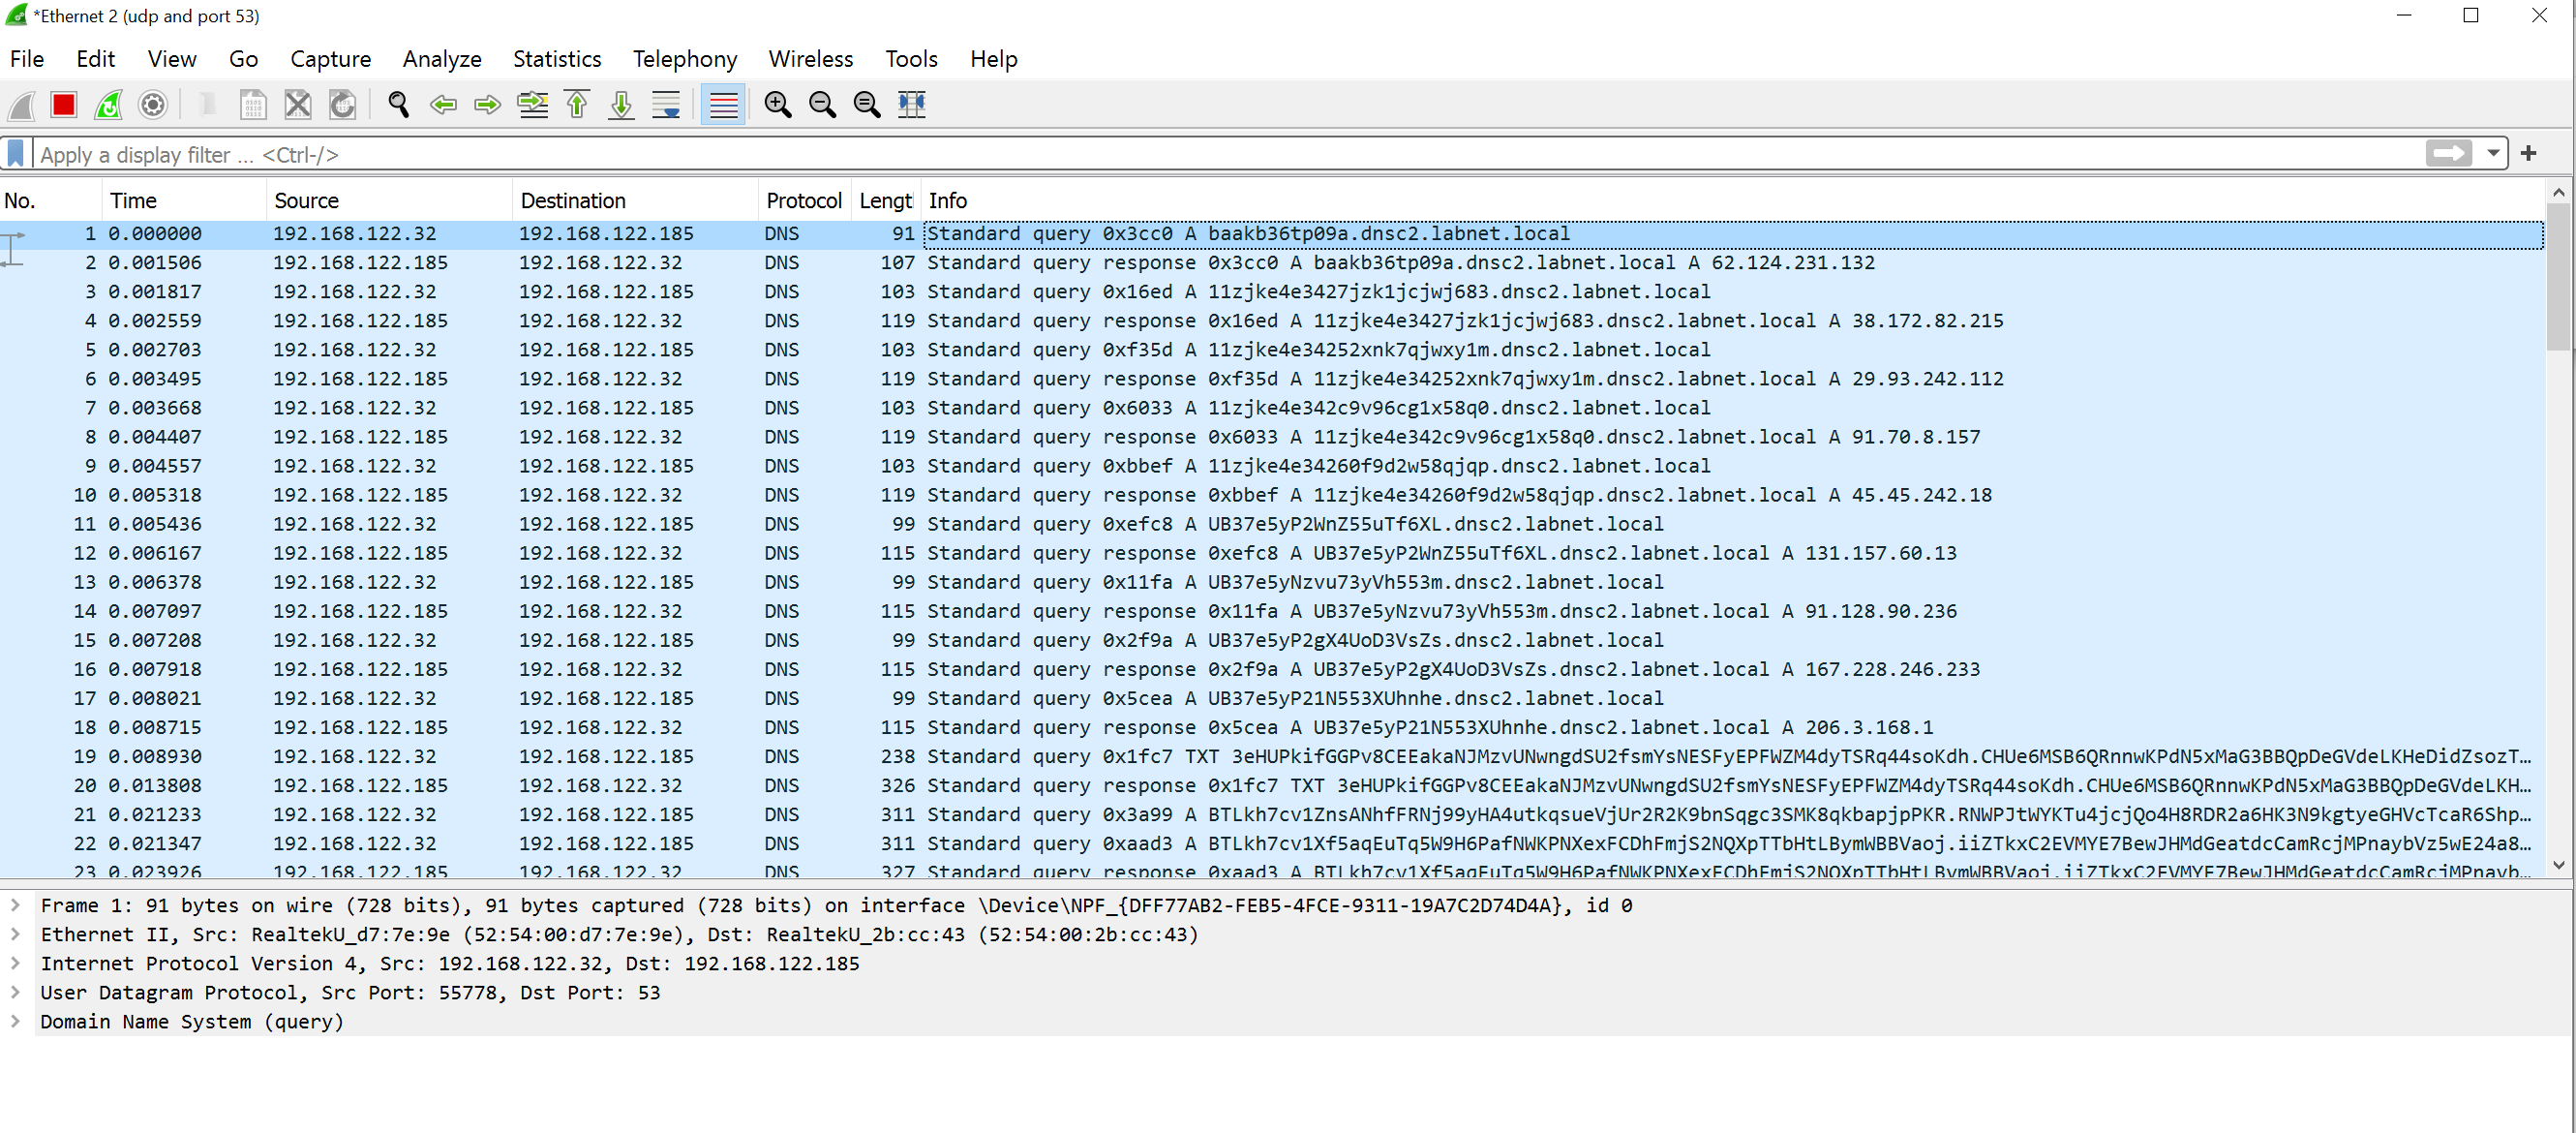 *Ethernet 2 (udp and port 53)
File Edit View Go Capture Analyze Statistics Telephony Wireless Tools Help
Apply a display filter ... <Ctrl-/>
No. Time Source Destination Protocol Lengt Info
1 0.000000 192.168.122.32 192.168.122.185 DNS 91 Standard query 0x3cc0 A baakb36tp09a.dnsc2.labnet.local
2 0.001506 192.168.122.185 192.168.122.32 DNS 107 Standard query response 0x3cc0 A baakb36tp09a.dnsc2.labnet.local A 62.124.231.132
3 0.001817 192.168.122.32 192.168.122.185 DNS 103 Standard query 0x16ed A 11zjke4e3427jzk1jcjwj683.dnsc2.labnet.local
4 0.002559 192.168.122.185 192.168.122.32 DNS 119 Standard query response 0x16ed A 11zjke4e3427jzk1jcjwj683.dnsc2.labnet.local A 38.172.82.215
5 0.002703 192.168.122.32 192.168.122.185 DNS 103 Standard query 0xf35d A 11zjke4e34252xnk7qjwxy1m.dnsc2.labnet.local
6 0.003495 192.168.122.185 192.168.122.32 DNS 119 Standard query response 0xf35d A 11zjke4e34252xnk7qjwxy1m.dnsc2.labnet.local A 29.93.242.112
7 0.003668 192.168.122.32 192.168.122.185 DNS 103 Standard query 0x6033 A 11zjke4e342c9v96cg1x58q0.dnsc2.labnet.local
8 0.004407 192.168.122.185 192.168.122.32 DNS 119 Standard query response 0x6033 A 11zjke4e342c9v96cg1x58q0.dnsc2.labnet.local A 91.70.8.157
9 0.004557 192.168.122.32 192.168.122.185 DNS 103 Standard query 0xbbef A 11zjke4e34260f9d2w58qjqp.dnsc2.labnet.local
10 0.005318 192.168.122.185 192.168.122.32 DNS 119 Standard query response 0xbbef A 11zjke4e34260f9d2w58qjqp.dnsc2.labnet.local A 45.45.242.18
11 0.005436 192.168.122.32 192.168.122.185 DNS 99 Standard query 0xefc8 A UB37e5yP2WnZ55uTf6XL.dnsc2.labnet.local
12 0.006167 192.168.122.185 192.168.122.32 DNS 115 Standard query response 0xefc8 A UB37e5yP2WnZ55uTf6XL.dnsc2.labnet.local A 131.157.60.13
13 0.006378 192.168.122.32 192.168.122.185 DNS 99 Standard query 0x11fa A UB37e5yNzvu73yVh553m.dnsc2.labnet.local
14 0.007097 192.168.122.185 192.168.122.32 DNS 115 Standard query response 0x11fa A UB37e5yNzvu73yVh553m.dnsc2.labnet.local A 91.128.90.236
15 0.007208 192.168.122.32 192.168.122.185 DNS 99 Standard query 0x2f9a A UB37e5yP2gX4UoD3VsZs.dnsc2.labnet.local
16 0.007918 192.168.122.185 192.168.122.32 DNS 115 Standard query response 0x2f9a A UB37e5yP2gX4UoD3VsZs.dnsc2.labnet.local A 167.228.246.233
17 0.008021 192.168.122.32 192.168.122.185 DNS 99 Standard query 0x5cea A UB37e5yP21N553XUhnhe.dnsc2.labnet.local
18 0.008715 192.168.122.185 192.168.122.32 DNS 115 Standard query response 0x5cea A UB37e5yP21N553XUhnhe.dnsc2.labnet.local A 206.3.168.1
19 0.008930 192.168.122.32 192.168.122.185 DNS 238 Standard query 0x1fc7 TXT 3eHUPkifGGPv8CEEakaNJMzvUNwngdSU2fsmYsNESFyEPFWZM4dyTSRq44soKdh.CHUe6MSB6QRnnwKPdN5xMaG3BBQpDeGVdeLKHeDidZsozT…
20 0.013808 192.168.122.185 192.168.122.32 DNS 326 Standard query response 0x1fc7 TXT 3eHUPkifGGPv8CEEakaNJMzvUNwngdSU2fsmYsNESFyEPFWZM4dyTSRq44soKdh.CHUe6MSB6QRnnwKPdN5xMaG3BBQpDeGVdeLKH…
21 0.021233 192.168.122.32 192.168.122.185 DNS 311 Standard query 0x3a99 A BTLkh7cv1ZnsANhfFRNj99yHA4utkqsueVjUr2R2K9bnSqgc3SMK8qkbapjpPKR.RNWPJtWYKTu4jcjQo4H8RDR2a6HK3N9kgtyeGHVcTcaR6Shp…
22 0.021347 192.168.122.32 192.168.122.185 DNS 311 Standard query 0xaad3 A BTLkh7cv1Xf5aqEuTq5W9H6PafNWKPNXexFCDhFmjS2NQXpTTbHtLBymWBBVaoj.iiZTkxC2EVMYE7BewJHMdGeatdcCamRcjMPnaybVz5wE24a8…
23 0.023926 192.168.122.185 192.168.122.32 DNS 327 Standard query response 0xaad3 A BTLkh7cv1Xf5aqEuTq5W9H6PafNWKPNXexFCDhFmjS2NQXpTTbHtLBymWBBVaoj.iiZTkxC2EVMYE7BewJHMdGeatdcCamRcjMPnayb…
Frame 1: 91 bytes on wire (728 bits), 91 bytes captured (728 bits) on interface \Device\NPF_{DFF77AB2-FEB5-4FCE-9311-19A7C2D74D4A}, id 0
Ethernet II, Src: RealtekU_d7:7e:9e (52:54:00:d7:7e:9e), Dst: RealtekU_2b:cc:43 (52:54:00:2b:cc:43)
Internet Protocol Version 4, Src: 192.168.122.32, Dst: 192.168.122.185
User Datagram Protocol, Src Port: 55778, Dst Port: 53
Domain Name System (query)